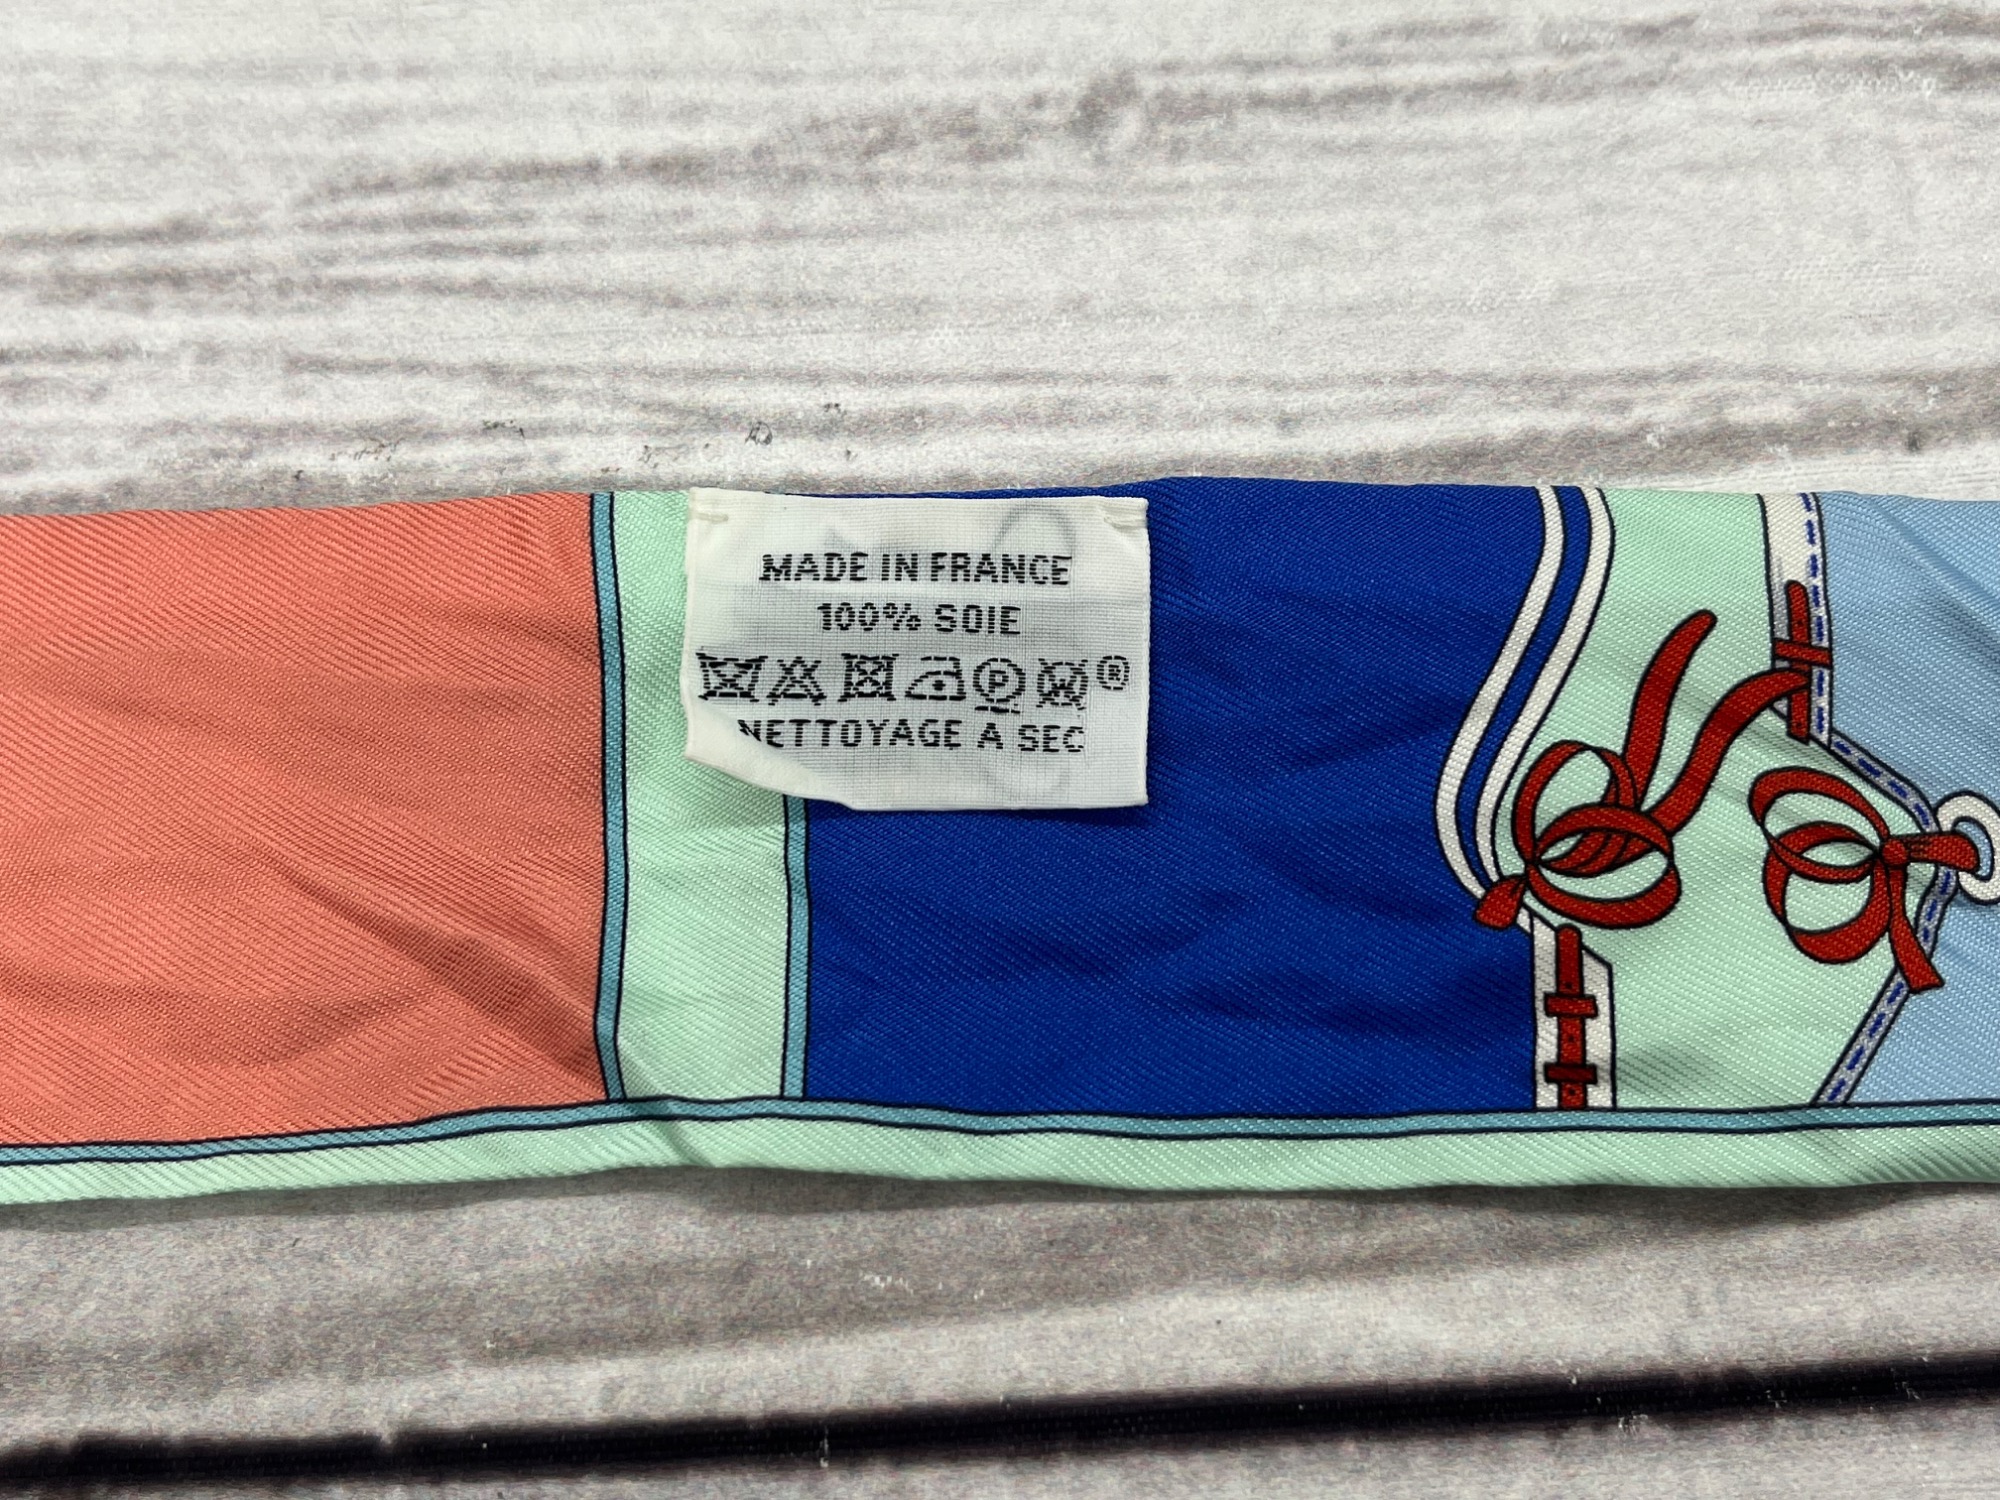 MADE IN FRANCE
100% SOIE
P W ®
NETTOYAGE A SEC